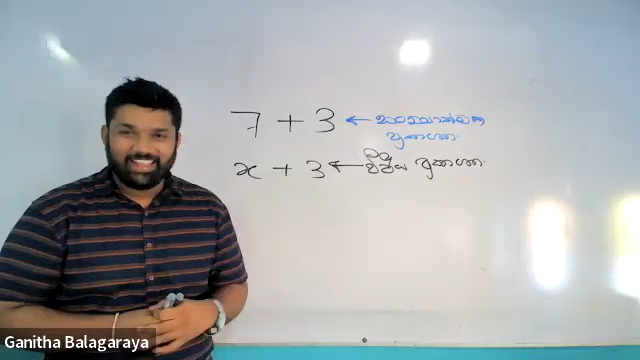 7 + 3 ← සංඛ්‍යාත්මක
ප්‍රකාශන
x + 3 ← වීජීය ප්‍රකාශන
Ganitha Balagaraya